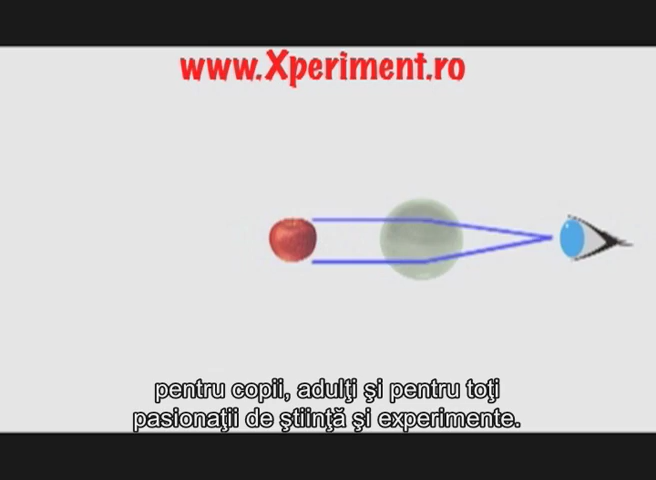 www.Xperiment.ro
pentru copii, adulţi şi pentru toţi
pasionaţii de ştiinţă şi experimente.